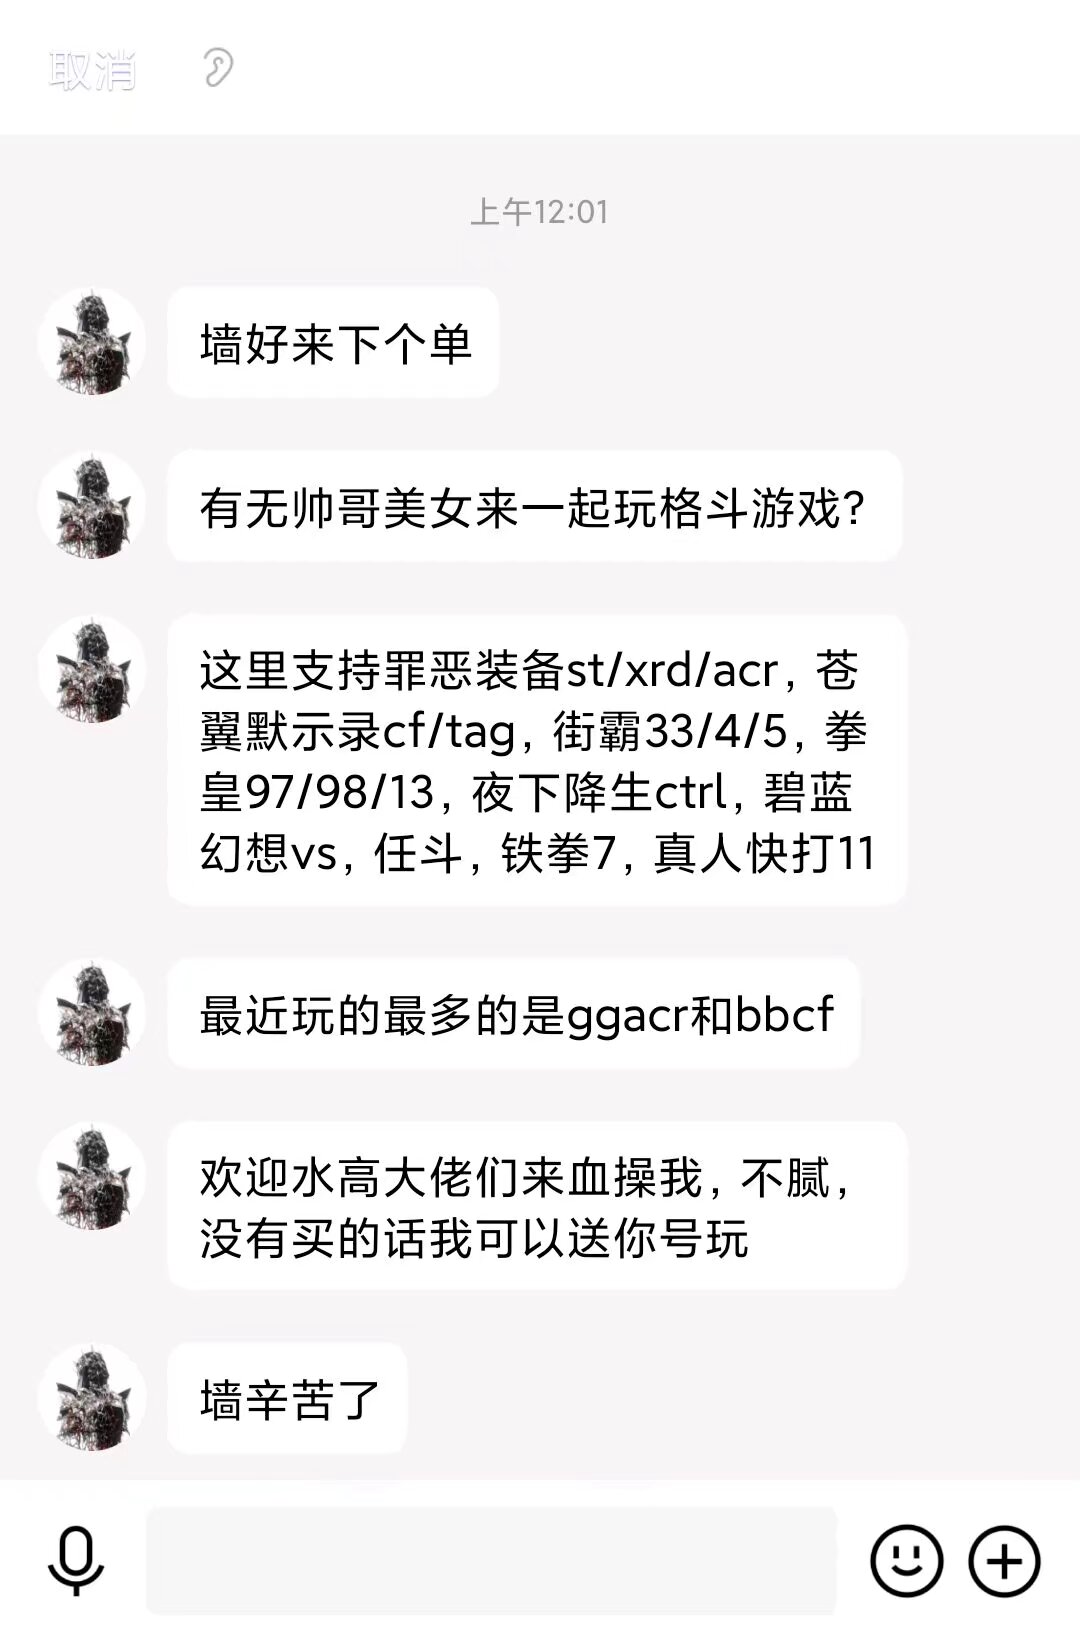 取消
上午12:01
墙好来下个单
有无帅哥美女来一起玩格斗游戏?
这里支持罪恶装备st/xrd/acr, 苍
翼默示录cf/tag, 街霸33/4/5, 拳
皇97/98/13, 夜下降生ctrl, 碧蓝
幻想vs, 任斗, 铁拳7, 真人快打11
最近玩的最多的是ggacr和bbcf
欢迎水高大佬们来血操我, 不腻,
没有买的话我可以送你号玩
墙辛苦了